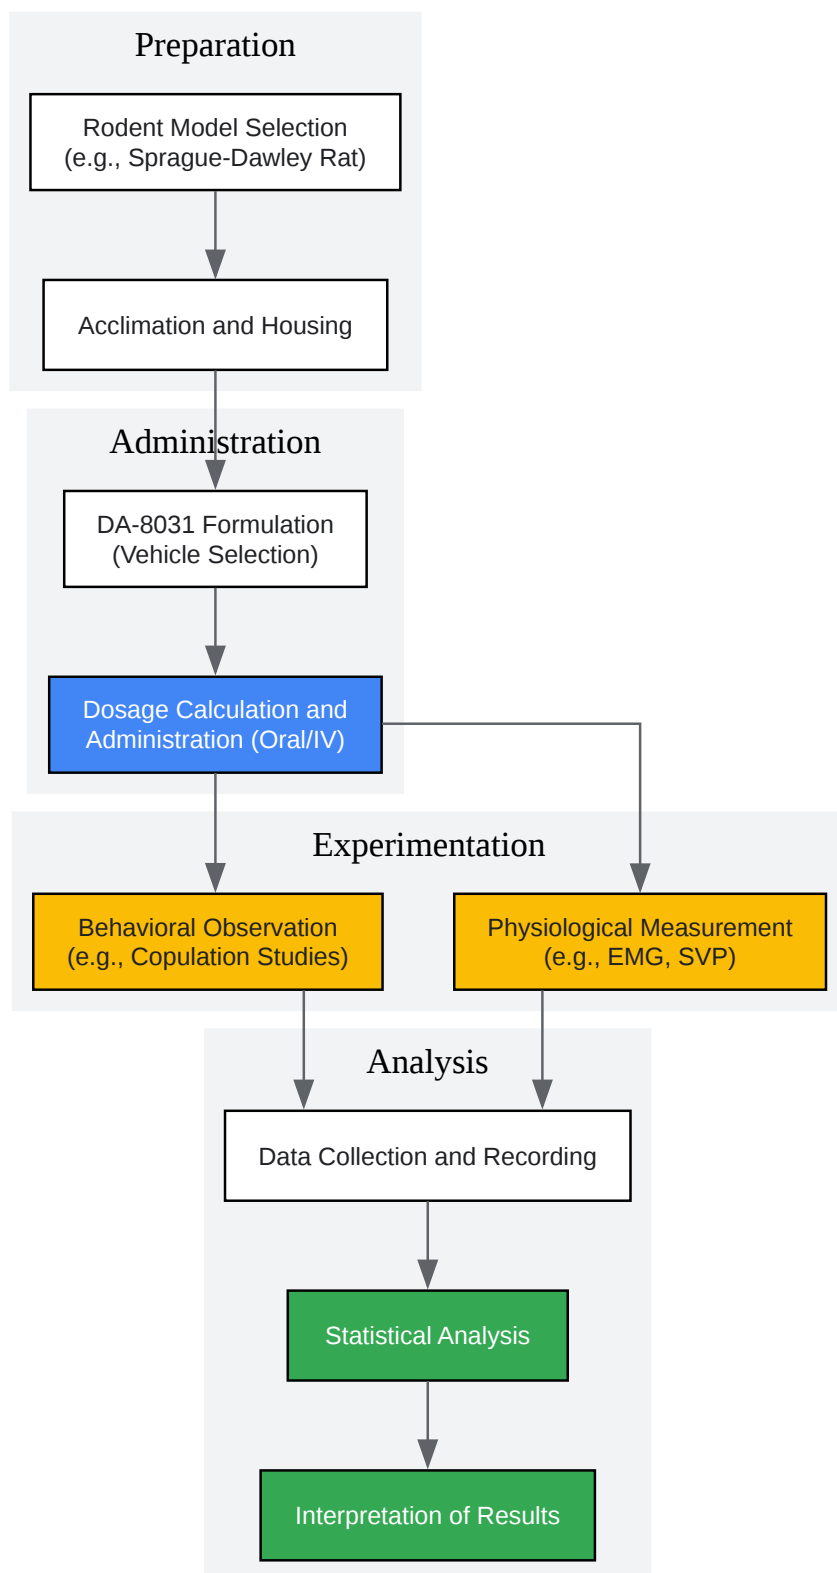 Preparation
Rodent Model Selection
(e.g., Sprague-Dawley Rat)
Acclimation and Housing
Administration
DA-8031 Formulation
(Vehicle Selection)
Dosage Calculation and
Administration (Oral/IV)
Experimentation
Behavioral Observation
(e.g., Copulation Studies)
Physiological Measurement
(e.g., EMG, SVP)
Analysis
Data Collection and Recording
Statistical Analysis
Interpretation of Results